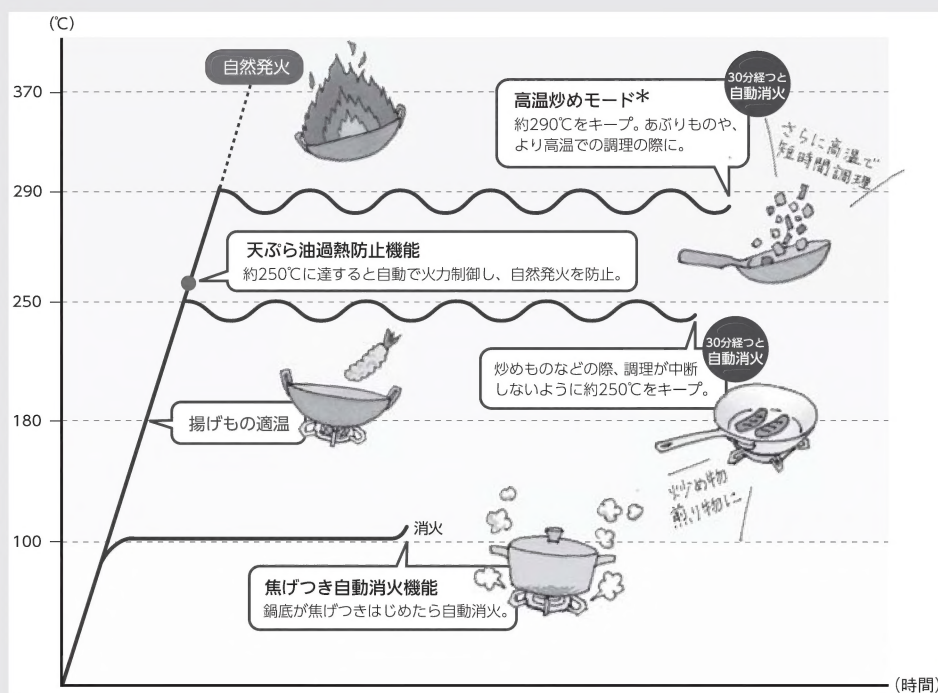 (℃)
自然発火
370
高温炒めモード*
約290℃をキープ。あぶりものや、
より高温での調理の際に。
30分経つと
自動消火
さらに高温で
短時間調理
290
天ぷら油過熱防止機能
約250℃に達すると自動で火力制御し、自然発火を防止。
250
炒めものなどの際、調理が中断
しないように約250℃をキープ。
30分経つと
自動消火
揚げもの適温
180
炒め物
煎り物に
消火
100
焦げつき自動消火機能
鍋底が焦げつきはじめたら自動消火。
(時間)